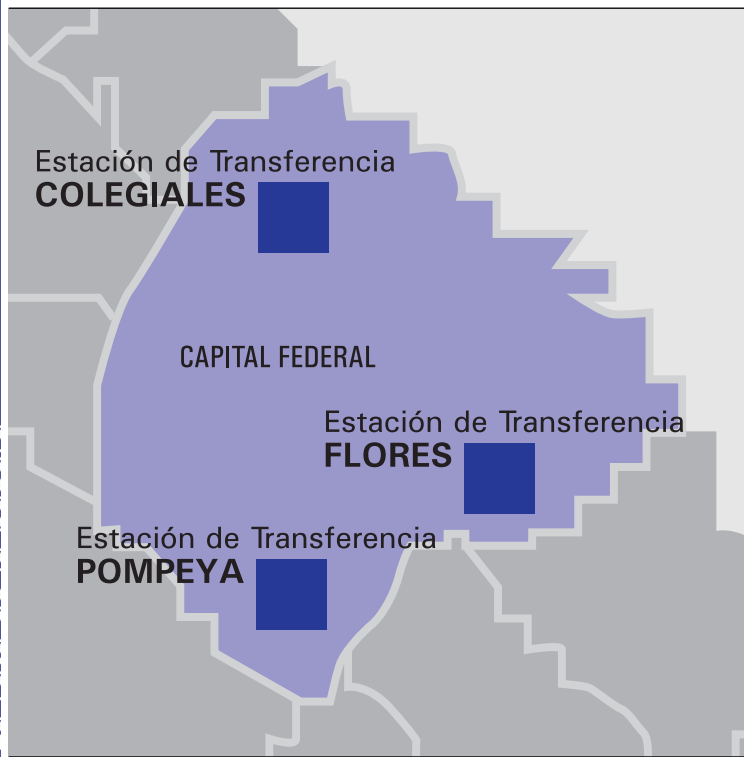 Estación de Transferencia
COLEGIALES
CAPITAL FEDERAL
Estación de Transferencia
FLORES
Estación de Transferencia
POMPEYA